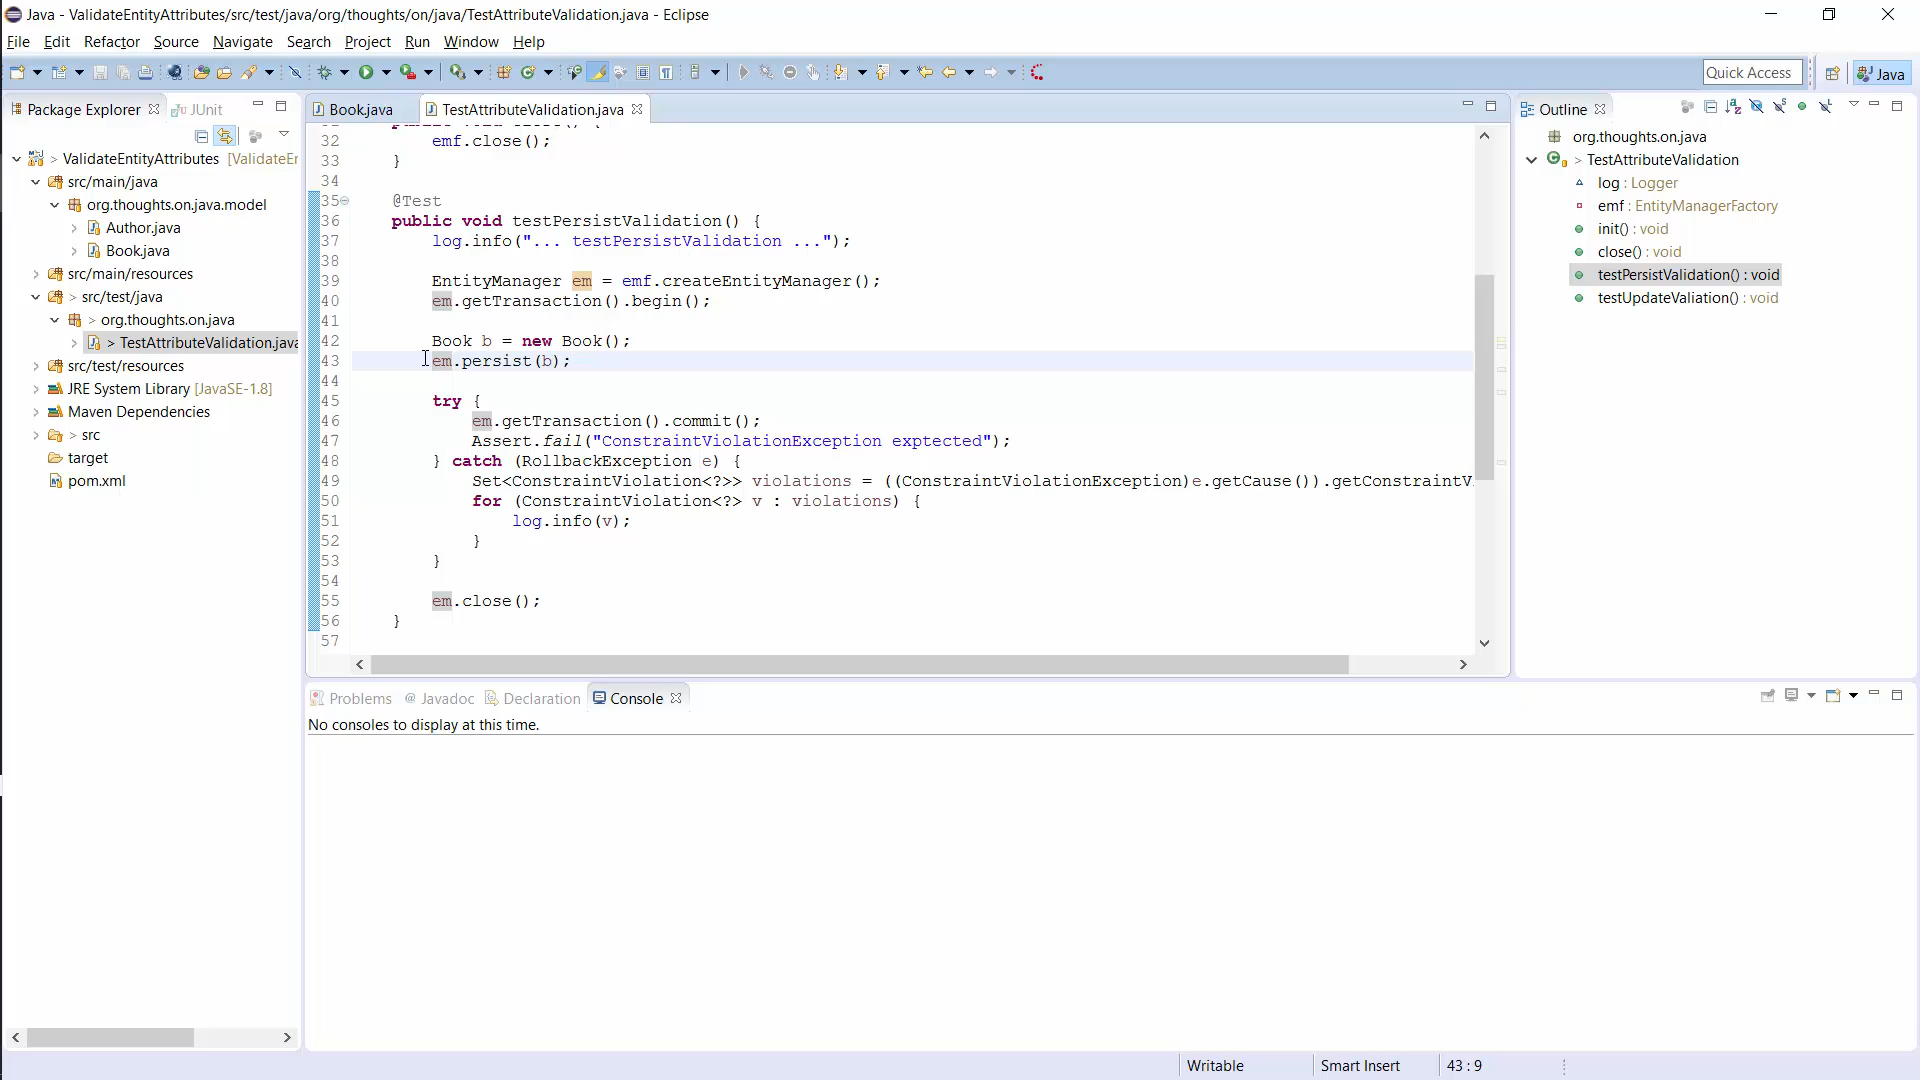 Java - ValidateEntityAttributes/src/test/java/org/thoughts/on/java/TestAttributeValidation.java - Eclipse
File Edit Refactor Source Navigate Search Project Run Window Help
Quick Access
Java
Package Explorer
JUnit
ValidateEntityAttributes [ValidateEr
src/main/java
org.thoughts.on.java.model
Author.java
Book.java
src/main/resources
> src/test/java
> org.thoughts.on.java
> TestAttributeValidation.java
src/test/resources
JRE System Library [JavaSE-1.8]
Maven Dependencies
> src
target
pom.xml
Book.java
TestAttributeValidation.java
32 emf.close();
33 }
34
35 @Test
36 public void testPersistValidation() {
37 log.info("... testPersistValidation ...");
38
39 EntityManager em = emf.createEntityManager();
40 em.getTransaction().begin();
41
42 Book b = new Book();
43 em.persist(b);
44
45 try {
46 em.getTransaction().commit();
47 Assert.fail("ConstraintViolationException exptected");
48 } catch (RollbackException e) {
49 Set<ConstraintViolation<?>> violations = ((ConstraintViolationException)e.getCause()).getConstraintV
50 for (ConstraintViolation<?> v : violations) {
51 log.info(v);
52 }
53 }
54
55 em.close();
56 }
57
Outline
org.thoughts.on.java
> TestAttributeValidation
log : Logger
emf : EntityManagerFactory
init() : void
close() : void
testPersistValidation() : void
testUpdateValiation() : void
Problems @ Javadoc Declaration Console
No consoles to display at this time.
Writable
Smart Insert
43 : 9